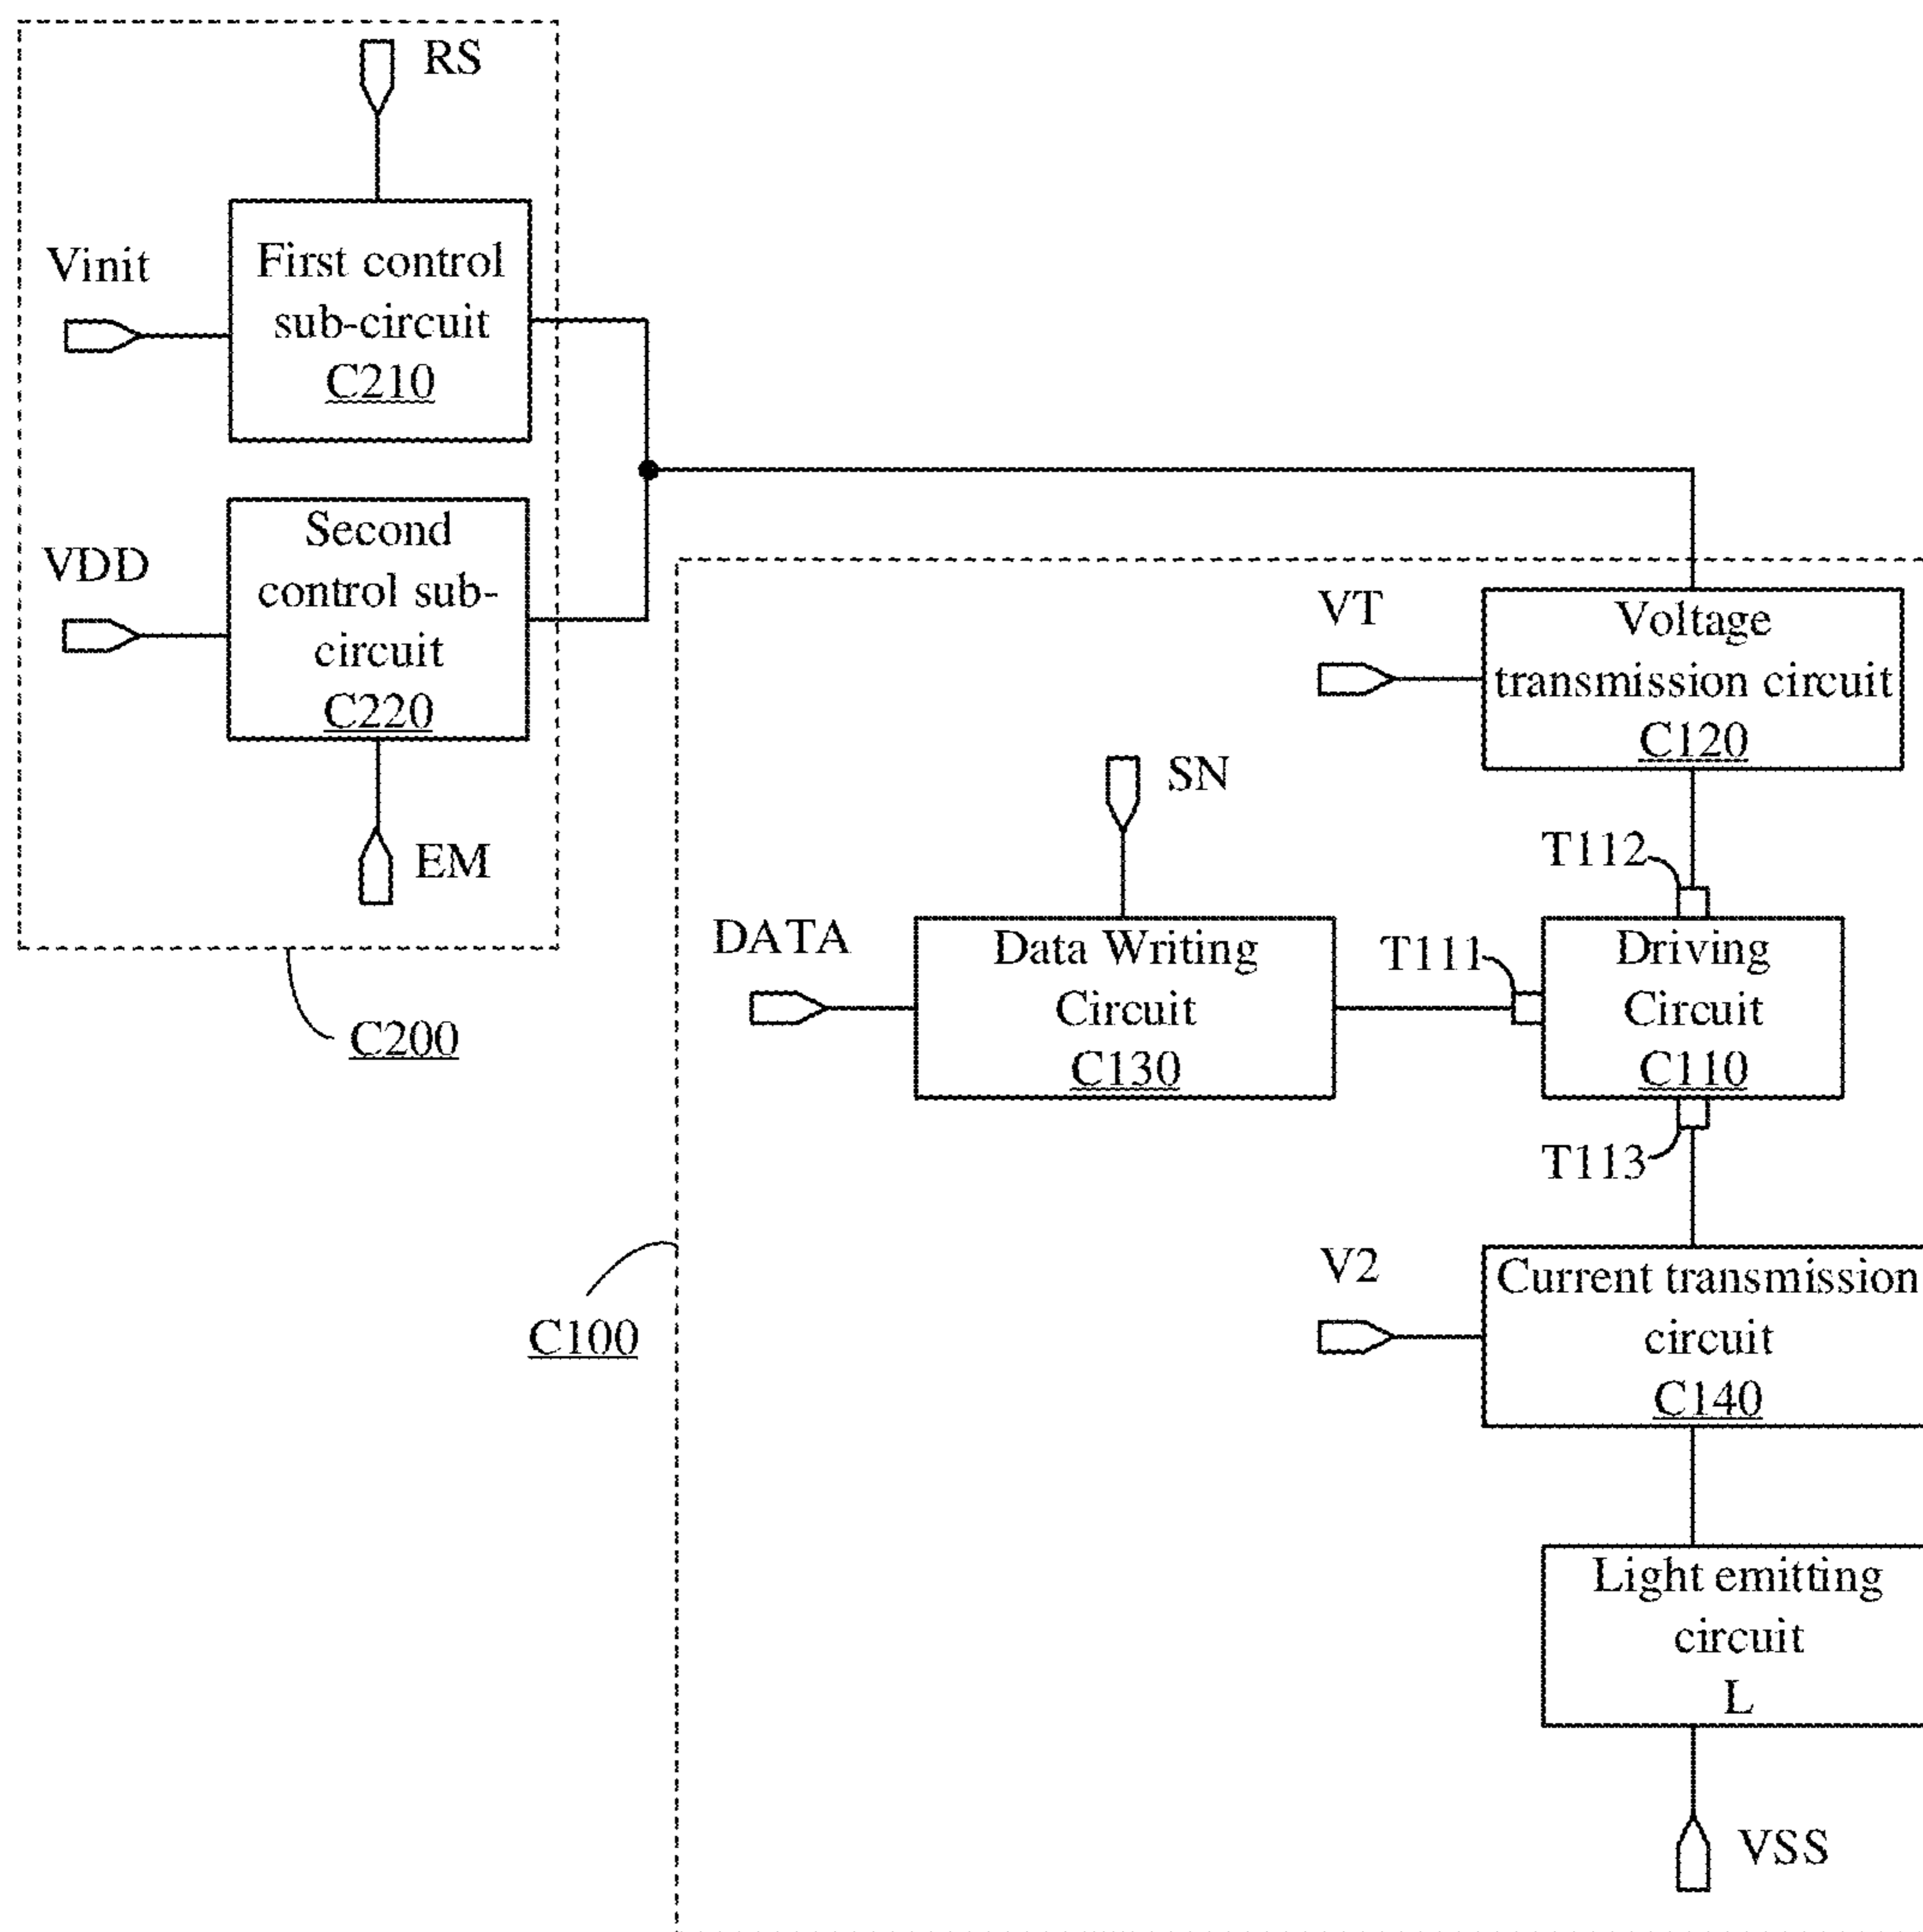 RS
Vinit
First control
sub-circuit
C210
VDD
Second
control sub-
circuit
C220
EM
C200
VT
Voltage
transmission circuit
C120
SN
T112
DATA
Data Writing
Circuit
C130
T111
Driving
Circuit
C110
T113
C100
V2
Current transmission
circuit
C140
Light emitting
circuit
L
VSS